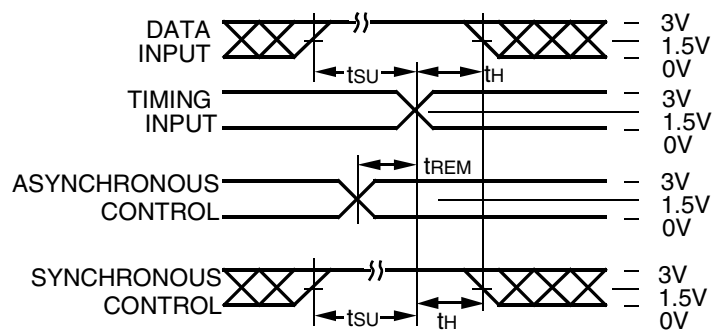 DATA
INPUT
3V
1.5V
0V
tSU
tH
TIMING
INPUT
3V
1.5V
0V
tREM
ASYNCHRONOUS
CONTROL
3V
1.5V
0V
SYNCHRONOUS
CONTROL
3V
1.5V
0V
tSU
tH